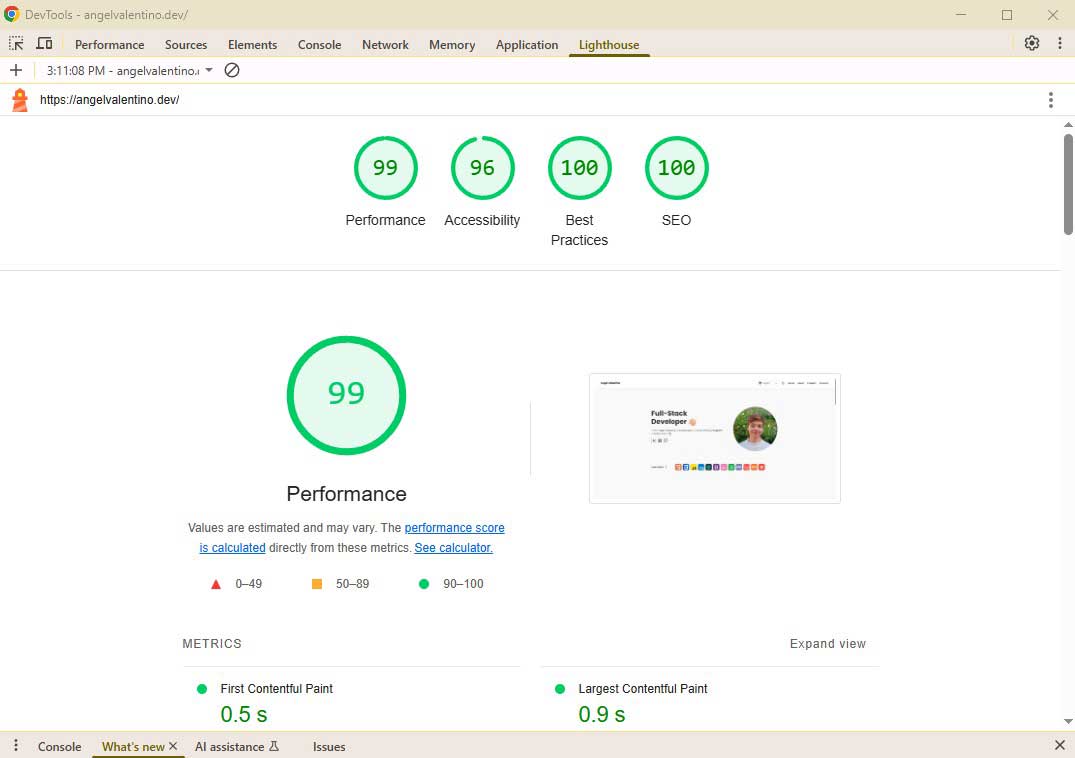 DevTools - angelvalentino.dev/
Performance Sources Elements Console Network Memory Application Lighthouse
3:11:08 PM - angelvalentino.
https://angelvalentino.dev/
99 96 100 100
Performance Accessibility Best Practices SEO
99
Full-Stack
Developer
Performance
Values are estimated and may vary. The performance score
is calculated directly from these metrics. See calculator.
0–49 50–89 90–100
METRICS Expand view
First Contentful Paint Largest Contentful Paint
0.5 s 0.9 s
Console What's new AI assistance Issues